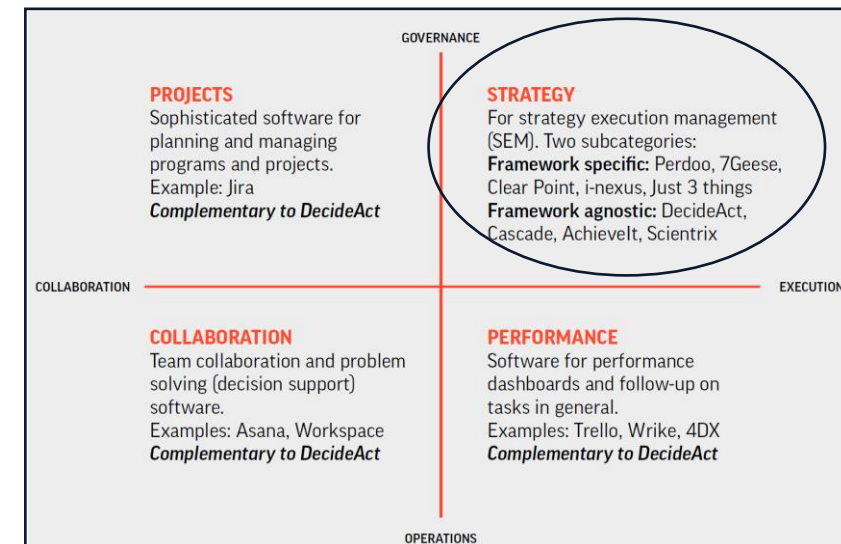 GOVERNANCE
PROJECTS
Sophisticated software for
planning and managing
programs and projects.
Example: Jira
Complementary to DecideAct
STRATEGY
For strategy execution management
(SEM). Two subcategories:
Framework specific: Perdoo, 7Geese,
Clear Point, i-nexus, Just 3 things
Framework agnostic: DecideAct,
Cascade, AchieveIt, Scientrix
COLLABORATION
EXECUTION
COLLABORATION
Team collaboration and problem
solving (decision support)
software.
Examples: Asana, Workspace
Complementary to DecideAct
PERFORMANCE
Software for performance
dashboards and follow-up on
tasks in general.
Examples: Trello, Wrike, 4DX
Complementary to DecideAct
OPERATIONS